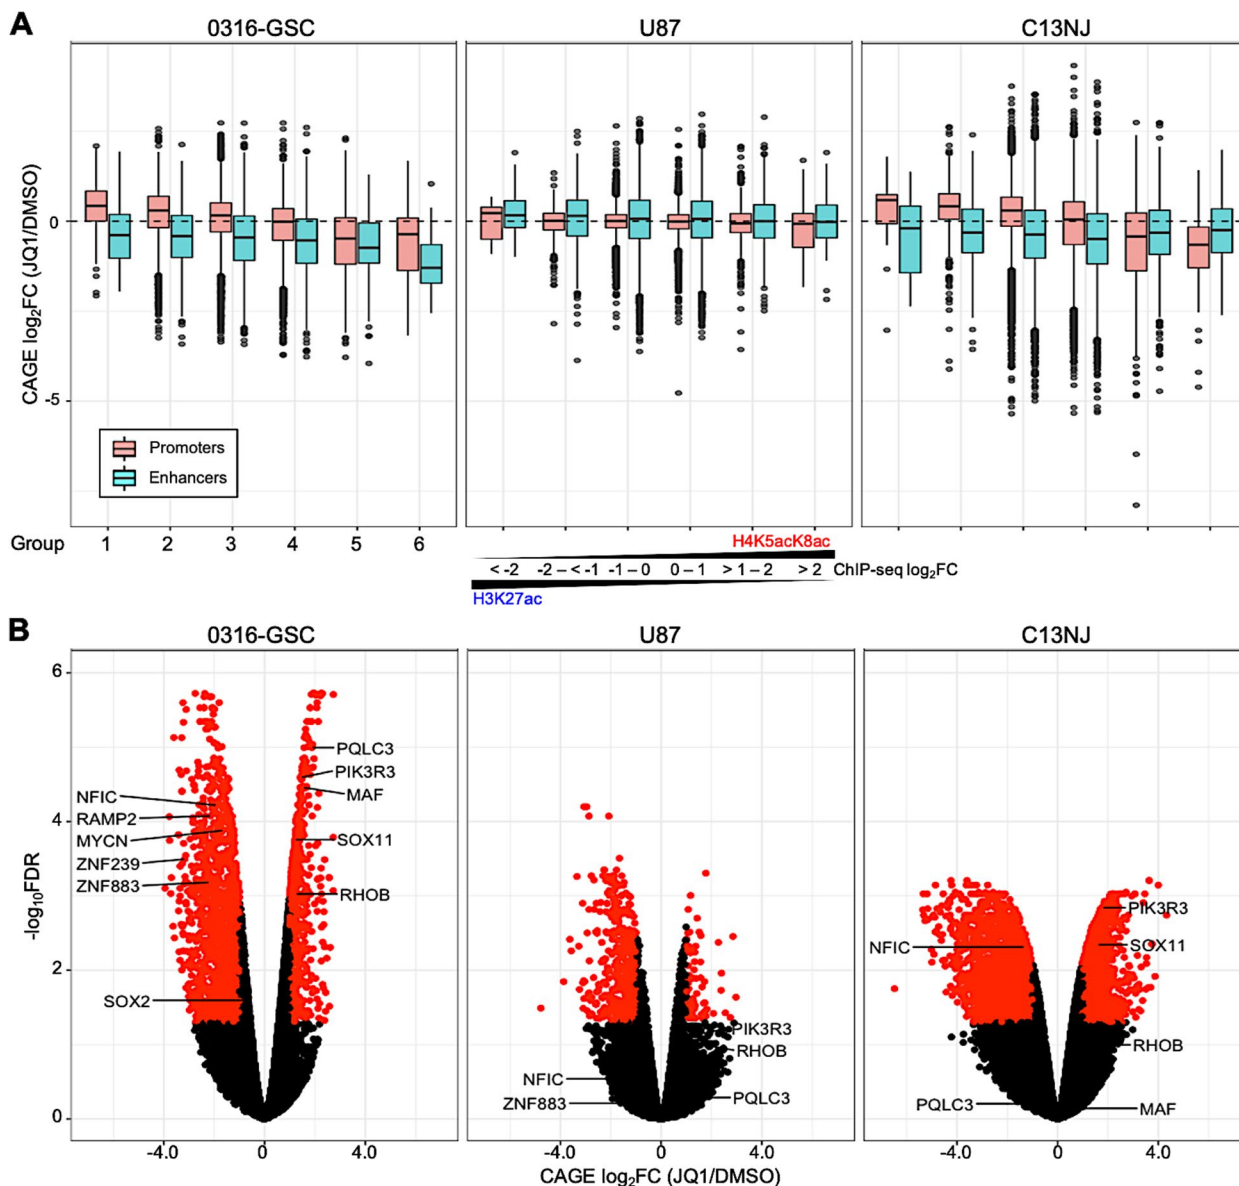 A
0316-GSC U87 C13NJ
CAGE log2FC (JQ1/DMSO)
0
-5
Promoters
Enhancers
Group 1 2 3 4 5 6
H4K5acK8ac
< -2 -2 – < -1 -1 – 0 0 – 1 > 1 – 2 > 2 ChIP-seq log2FC
H3K27ac
B
0316-GSC U87 C13NJ
-log10FDR
6
4
2
0
PQLC3
PIK3R3
MAF
NFIC
RAMP2
MYCN
SOX11
ZNF239
ZNF883
RHOB
SOX2
PIK3R3
RHOB
NFIC
ZNF883
PQLC3
PIK3R3
NFIC
SOX11
RHOB
PQLC3
MAF
-4.0 0 4.0 -4.0 0 4.0 -4.0 0 4.0
CAGE log2FC (JQ1/DMSO)